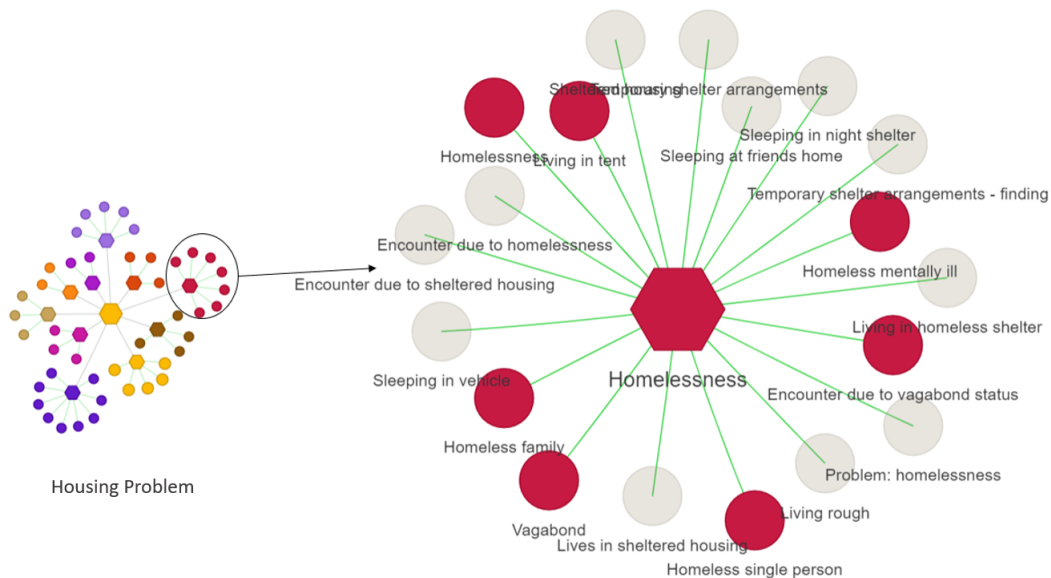 Sheltered housing
Temporary shelter arrangements
Sleeping in night shelter
Homelessness
Living in tent
Sleeping at friends home
Temporary shelter arrangements - finding
Encounter due to homelessness
Homeless mentally ill
Encounter due to sheltered housing
Living in homeless shelter
Sleeping in vehicle
Homelessness
Encounter due to vagabond status
Homeless family
Problem: homelessness
Housing Problem
Living rough
Vagabond
Lives in sheltered housing
Homeless single person